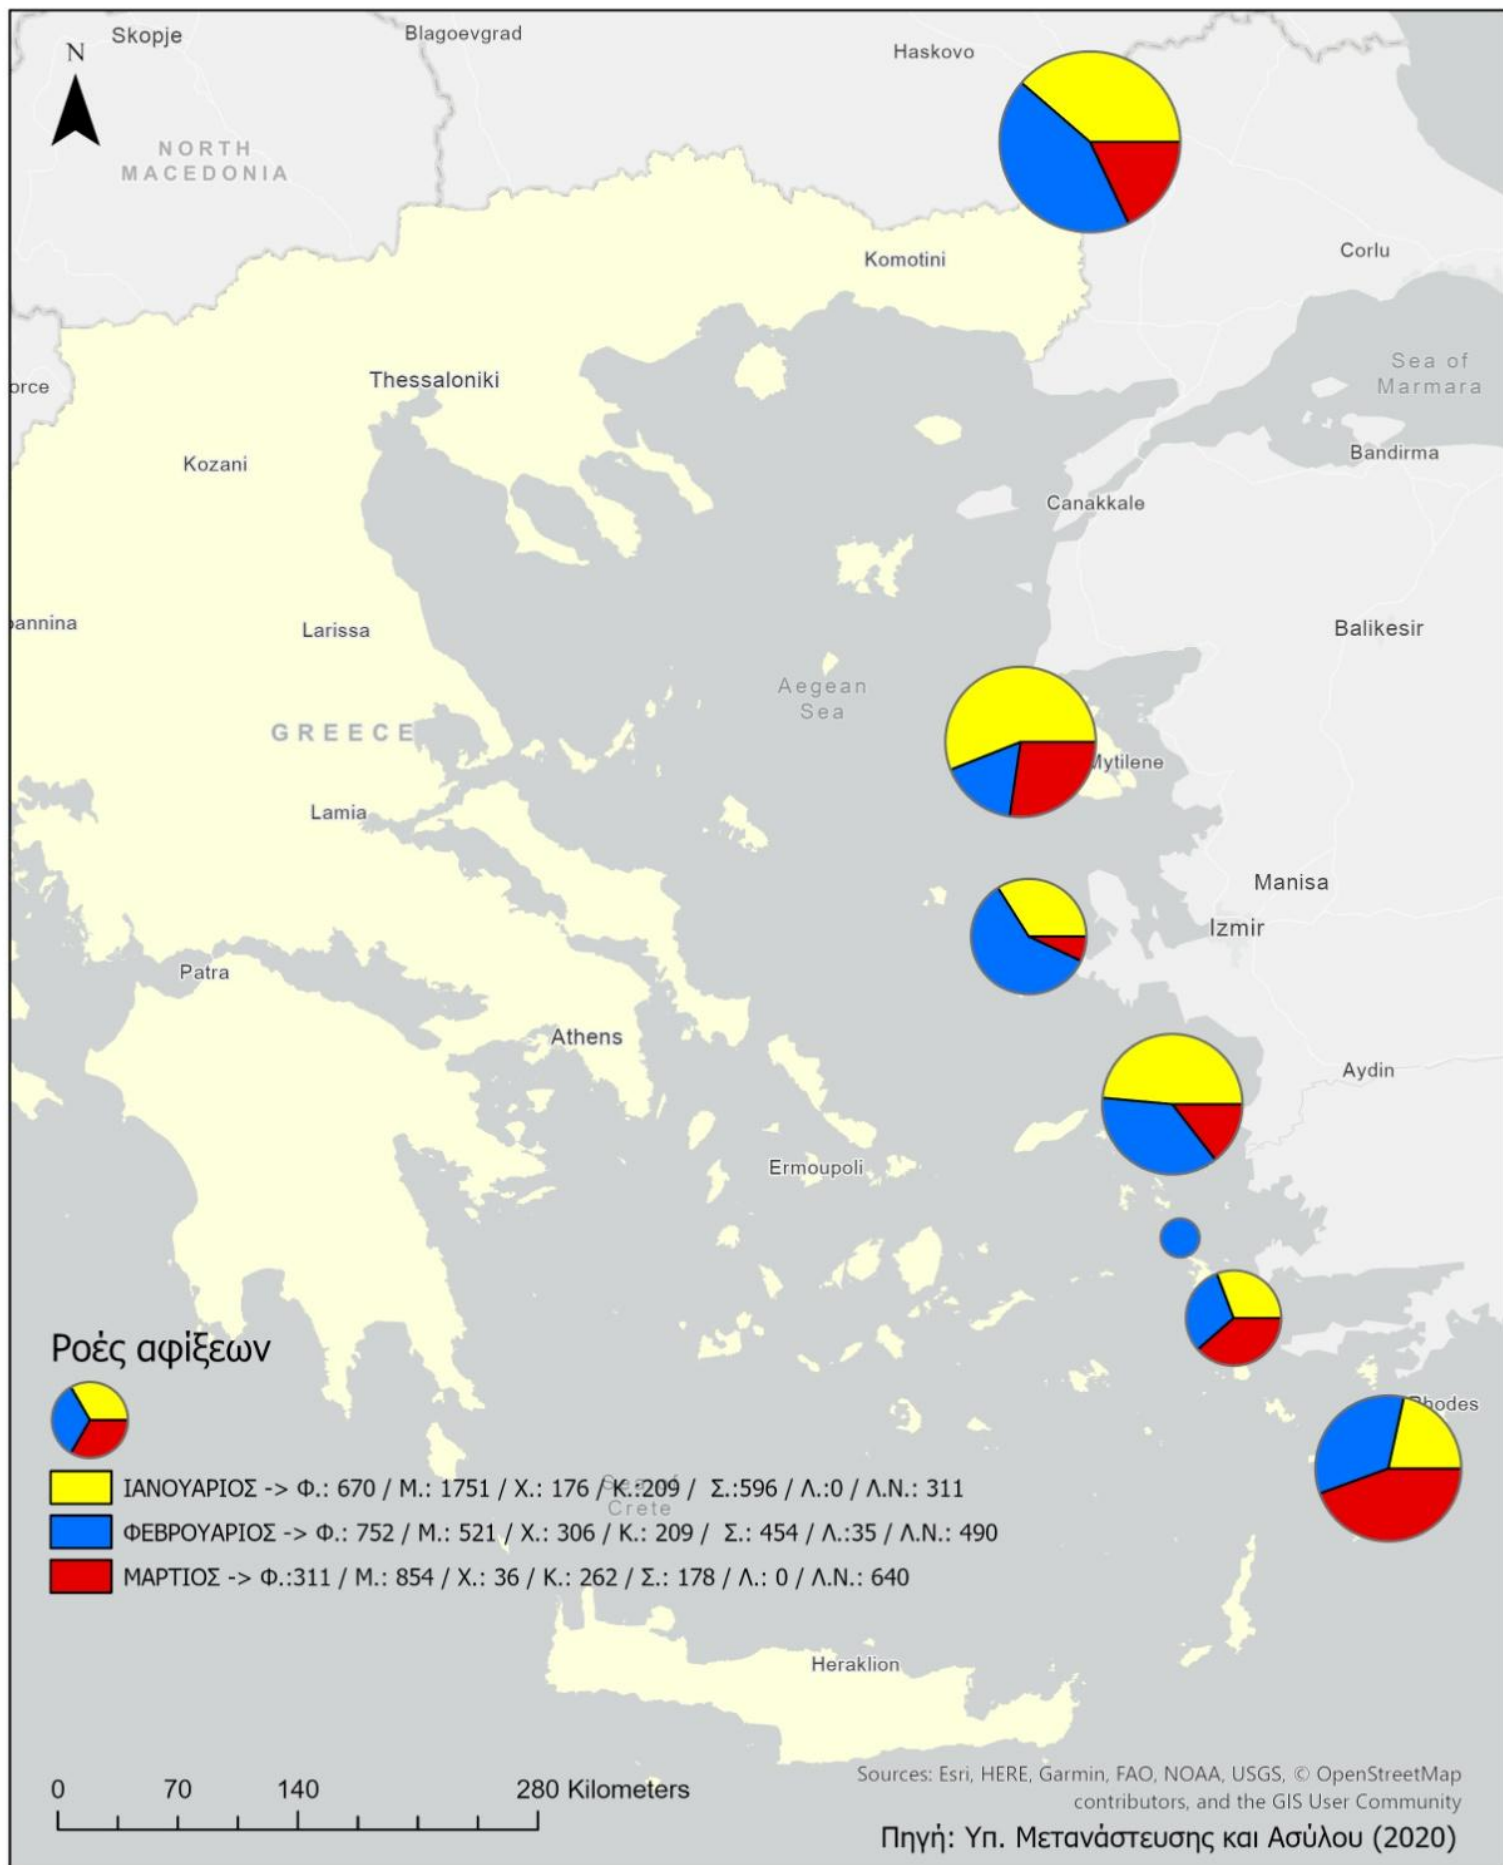 Skopje
Blagoevgrad
Haskovo
N
NORTH
MACEDONIA
Komotini
Corlu
Sea of
Marmara
orce
Thessaloniki
Kozani
Bandirma
Canakkale
oannina
Larissa
Balikesir
Aegean
Sea
GREECE
Mytilene
Lamia
Manisa
Izmir
Patra
Athens
Aydin
Ermoupoli
Ροές αφίξεων
Rhodes
ΙΑΝΟΥΑΡΙΟΣ -> Φ.: 670 / Μ.: 1751 / Χ.: 176 / Κ.:209 / Σ.:596 / Λ.:0 / Λ.Ν.: 311
Sea of
Crete
ΦΕΒΡΟΥΑΡΙΟΣ -> Φ.: 752 / Μ.: 521 / Χ.: 306 / Κ.: 209 / Σ.: 454 / Λ.:35 / Λ.Ν.: 490
ΜΑΡΤΙΟΣ -> Φ.:311 / Μ.: 854 / Χ.: 36 / Κ.: 262 / Σ.: 178 / Λ.: 0 / Λ.Ν.: 640
Heraklion
0 70 140 280 Kilometers
Sources: Esri, HERE, Garmin, FAO, NOAA, USGS, © OpenStreetMap
contributors, and the GIS User Community
Πηγή: Υπ. Μετανάστευσης και Ασύλου (2020)